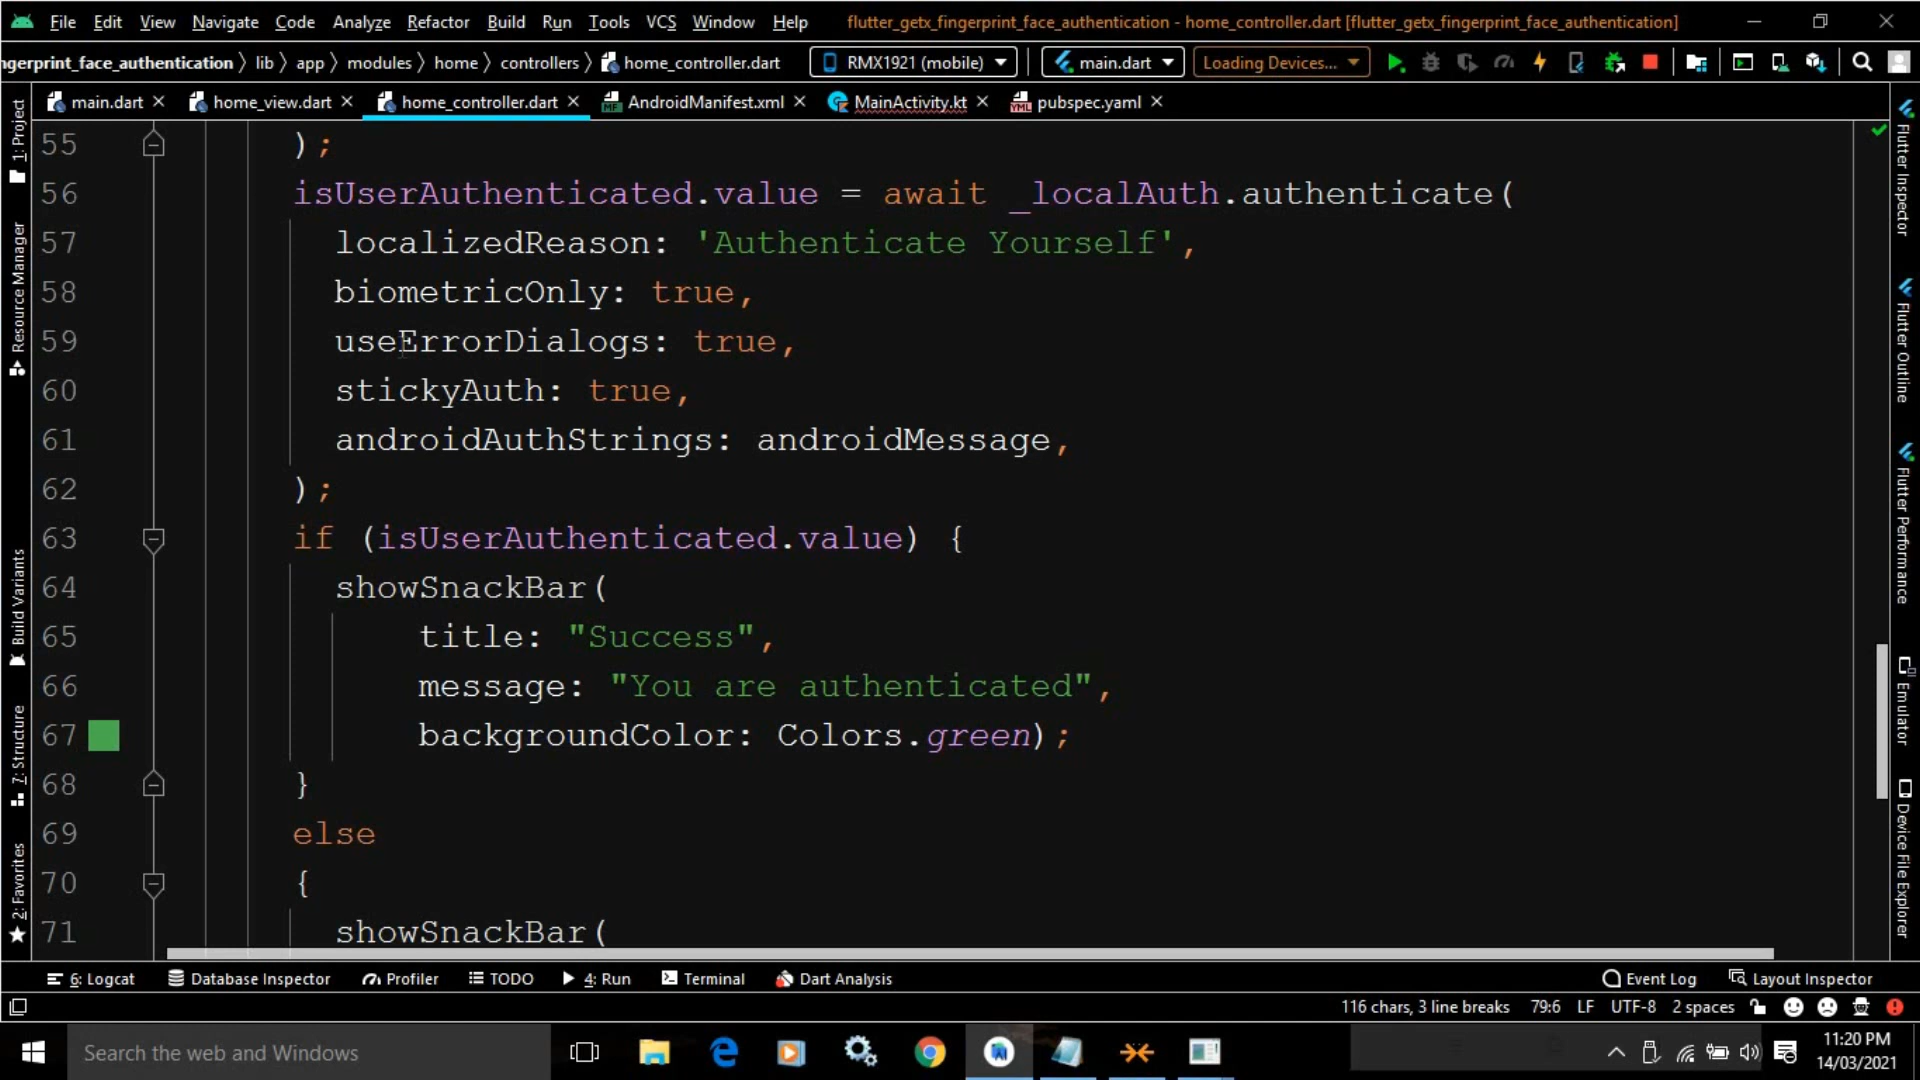 File Edit View Navigate Code Analyze Refactor Build Run Tools VCS Window Help flutter_getx_fingerprint_face_authentication - home_controller.dart [flutter_getx_fingerprint_face_authentication]
ngerprint_face_authentication lib app modules home controllers home_controller.dart RMX1921 (mobile) main.dart Loading Devices...
main.dart home_view.dart home_controller.dart AndroidManifest.xml MainActivity.kt pubspec.yaml
55 );
56 isUserAuthenticated.value = await _localAuth.authenticate(
57 localizedReason: 'Authenticate Yourself',
58 biometricOnly: true,
59 useErrorDialogs: true,
60 stickyAuth: true,
61 androidAuthStrings: androidMessage,
62 );
63 if (isUserAuthenticated.value) {
64 showSnackBar(
65 title: "Success",
66 message: "You are authenticated",
67 backgroundColor: Colors.green);
68 }
69 else
70 {
71 showSnackBar(
1: Project
Resource Manager
Build Variants
7: Structure
2: Favorites
Flutter Inspector
Flutter Outline
Flutter Performance
Emulator
Device File Explorer
6: Logcat Database Inspector Profiler TODO 4: Run Terminal Dart Analysis Event Log Layout Inspector
116 chars, 3 line breaks 79:6 LF UTF-8 2 spaces
Search the web and Windows
11:20 PM
14/03/2021